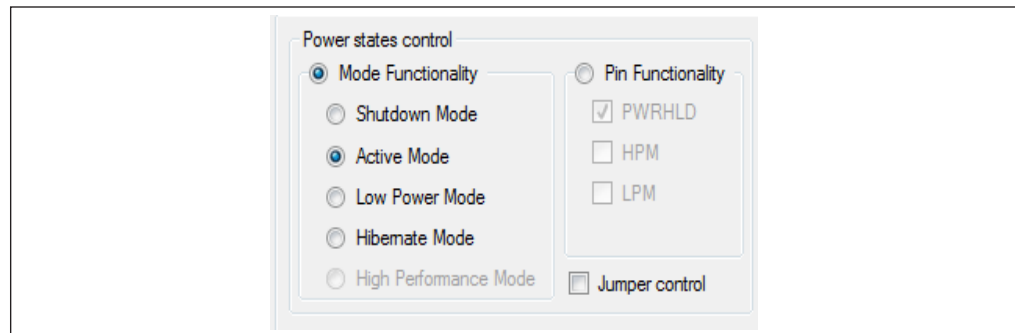 Power states control
Mode Functionality
Shutdown Mode
Active Mode
Low Power Mode
Hibernate Mode
High Performance Mode
Pin Functionality
PWRHLD
HPM
LPM
Jumper control